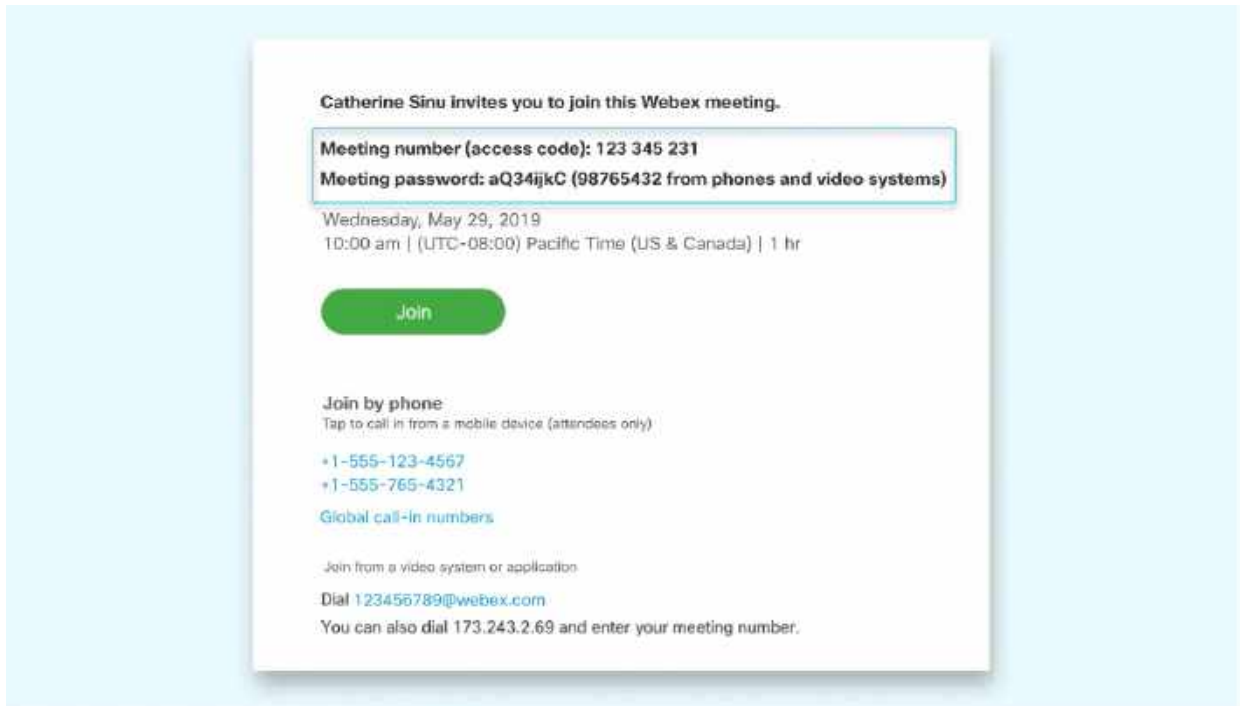 Catherine Sinu invites you to join this Webex meeting.
Meeting number (access code): 123 345 231
Meeting password: aQ34ijkC (98765432 from phones and video systems)
Wednesday, May 29, 2019
10:00 am | (UTC-08:00) Pacific Time (US & Canada) | 1 hr
Join
Join by phone
Tap to call in from a mobile device (attendees only)
+1-555-123-4567
+1-555-765-4321
Global call-in numbers
Join from a video system or application
Dial 123456789@webex.com
You can also dial 173.243.2.69 and enter your meeting number.